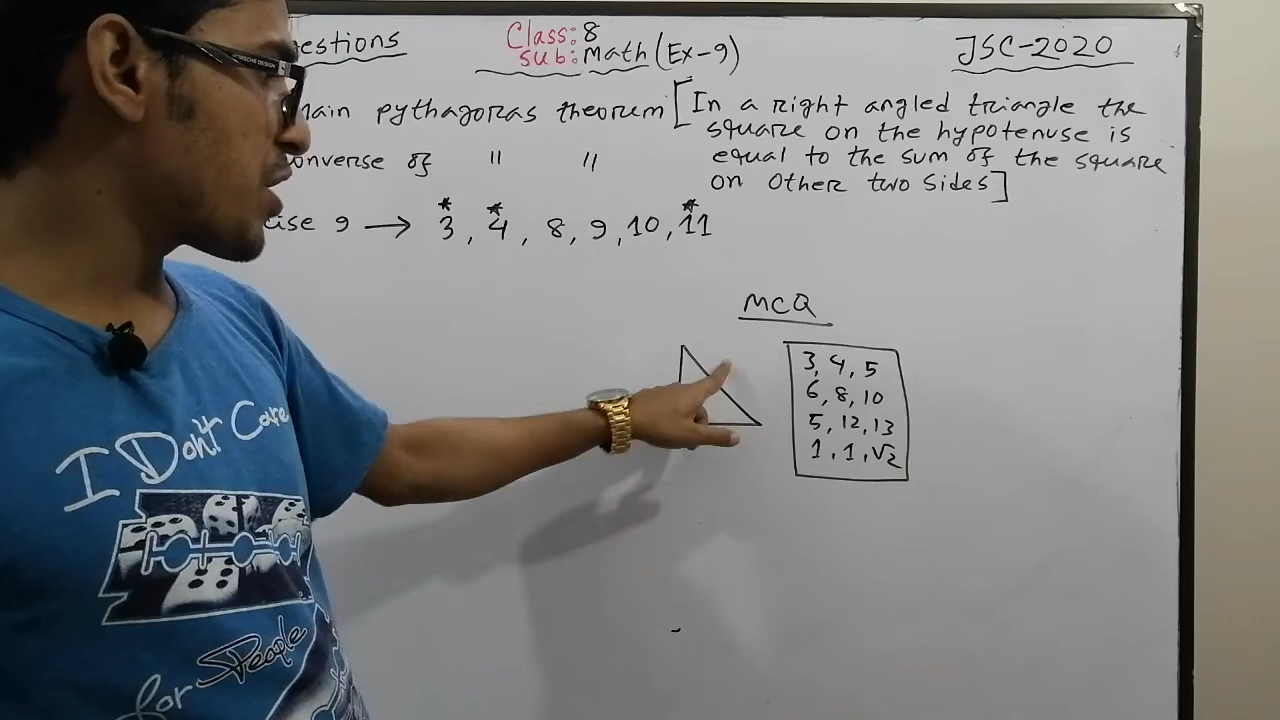 Class: 8
estions
Sub: Math (Ex-9)
JSC-2020
main pythagoras theorem [In a right angled triangle the
square on the hypotenuse is
onverse of " "
equal to the sum of the square
on other two sides]
ise 9 → 3*, 4*, 8, 9, 10, 11*
MCQ
3, 4, 5
6, 8, 10
5, 12, 13
1, 1, √2
PORSCHE DESIGN
I Don't Care
for People